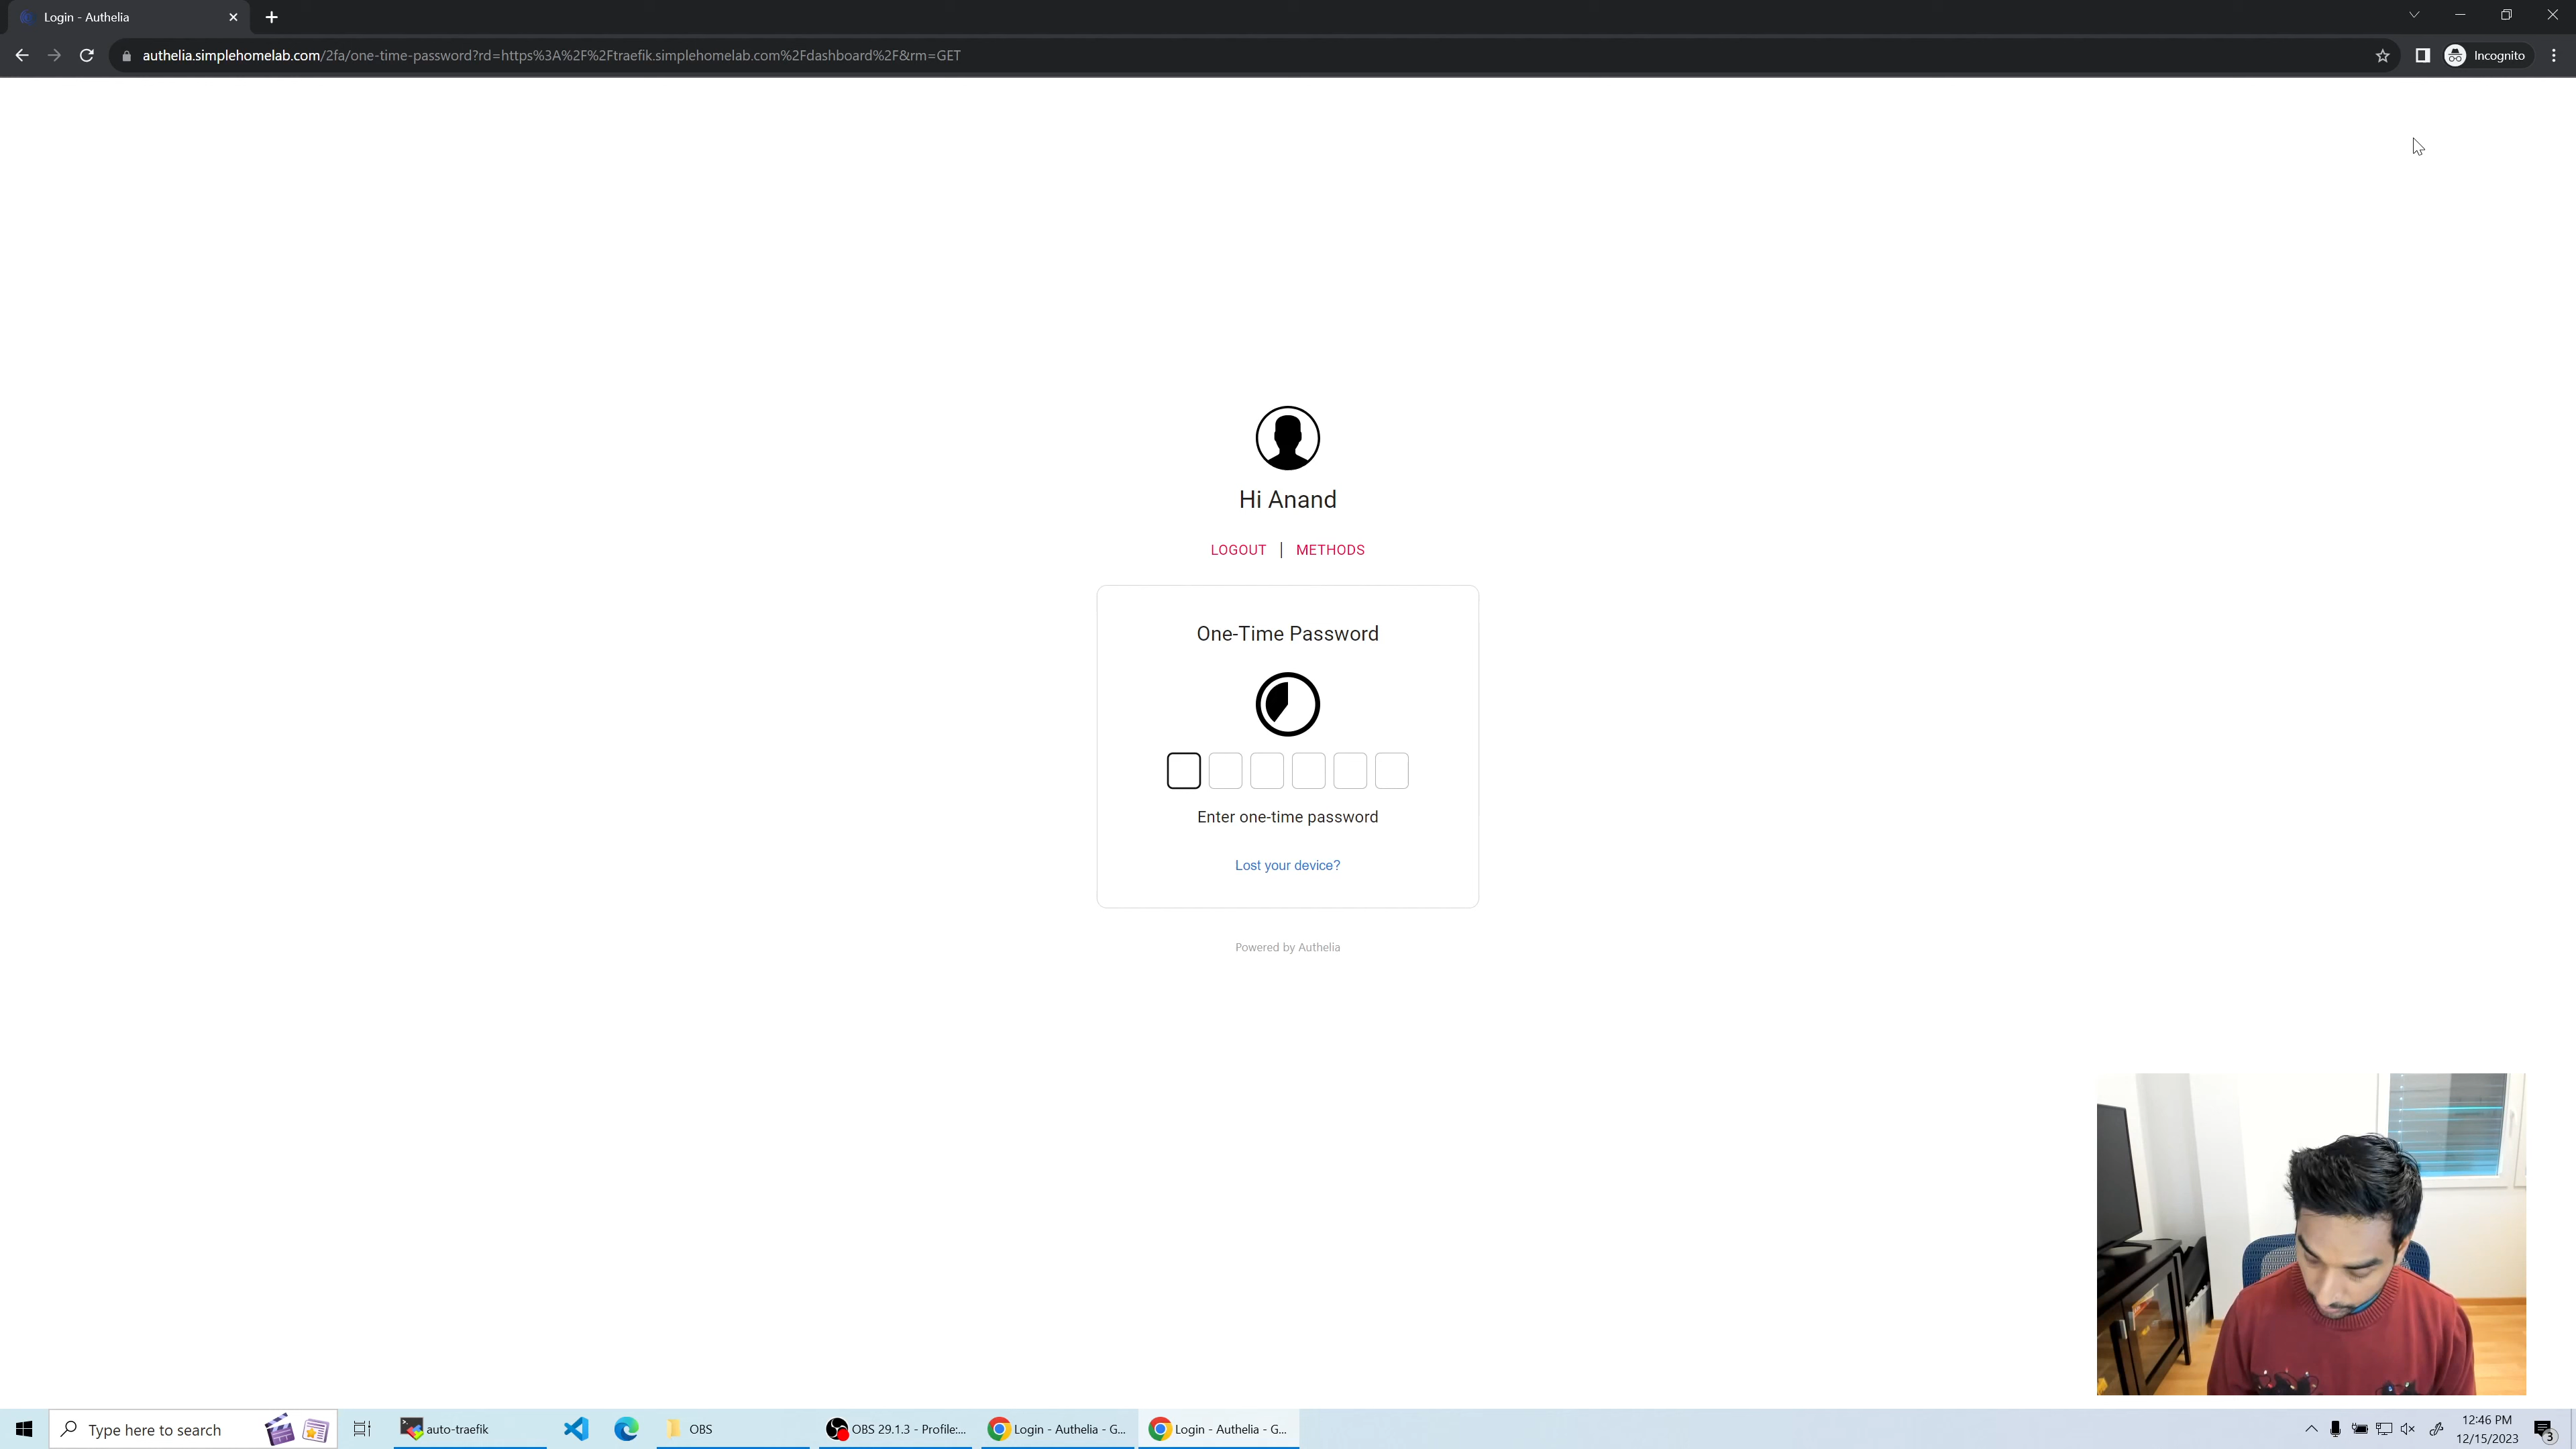 Login - Authelia
authelia.simplehomelab.com/2fa/one-time-password?rd=https%3A%2F%2Ftraefik.simplehomelab.com%2Fdashboard%2F&rm=GET
Incognito
Hi Anand
LOGOUT | METHODS
One-Time Password
Enter one-time password
Lost your device?
Powered by Authelia
Type here to search
auto-traefik
OBS
OBS 29.1.3 - Profile:...
Login - Authelia - G...
Login - Authelia - G...
12:46 PM
12/15/2023
3